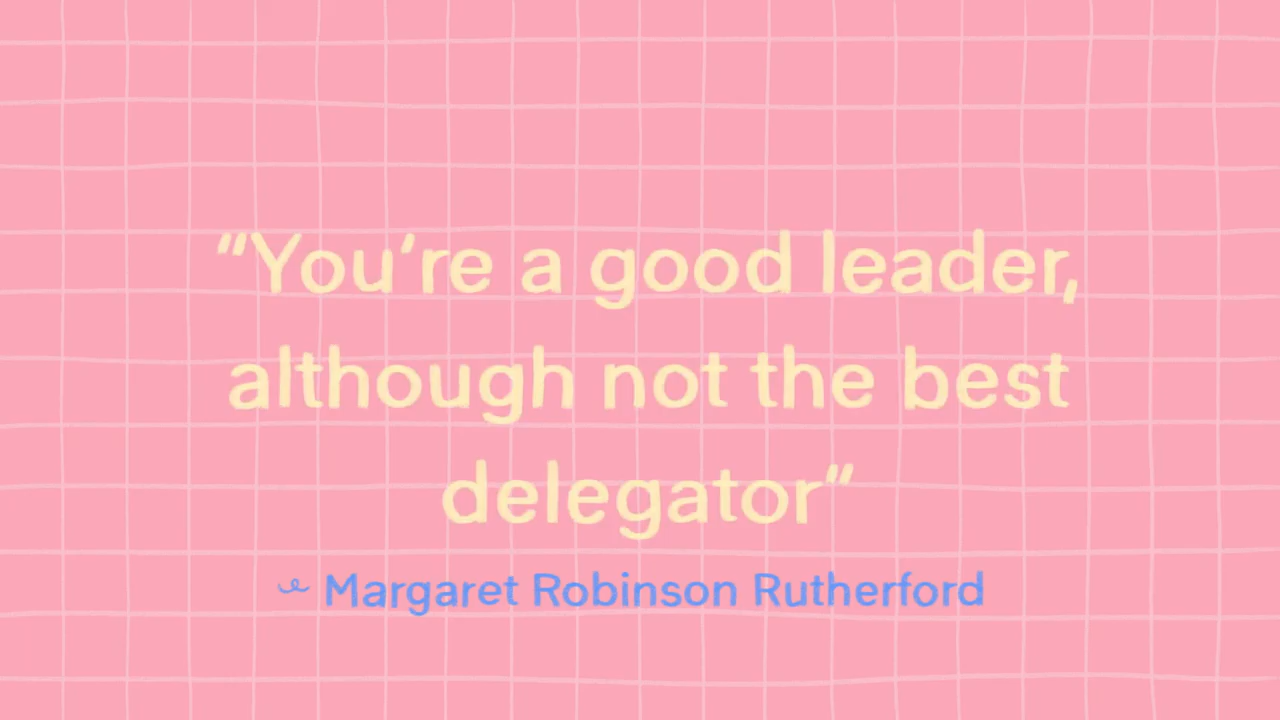 “You’re a good leader,
although not the best
delegator”
Margaret Robinson Rutherford